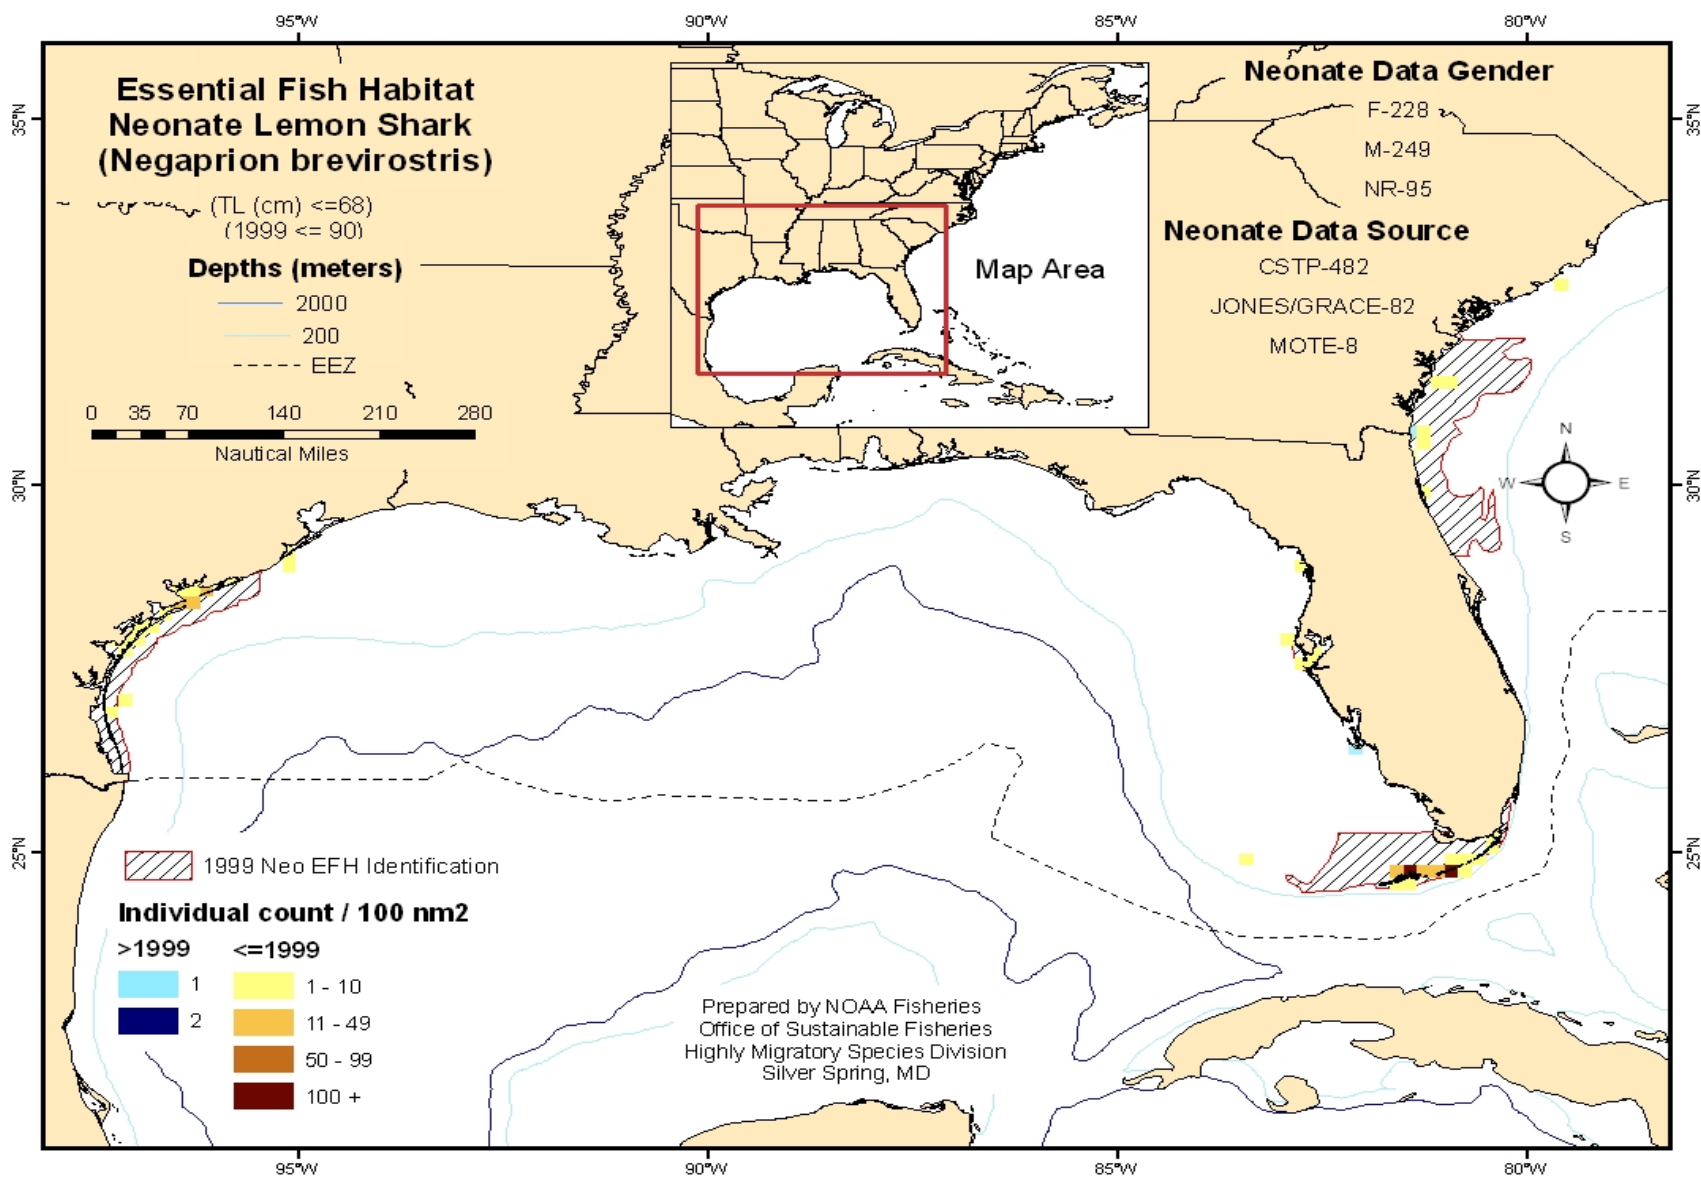 95°W 90°W 85°W 80°W
Essential Fish Habitat
Neonate Lemon Shark
(Negaprion brevirostris)
(TL (cm) <=68)
(1999 <= 90)
Depths (meters)
2000
200
EEZ
0 35 70 140 210 280
Nautical Miles
Map Area
Neonate Data Gender
F-228
M-249
NR-95
Neonate Data Source
CSTP-482
JONES/GRACE-82
MOTE-8
N
W E
S
35°N 35°N
30°N 30°N
25°N 25°N
1999 Neo EFH Identification
Individual count / 100 nm2
>1999 <=1999
1 1 - 10
2 11 - 49
50 - 99
100 +
Prepared by NOAA Fisheries
Office of Sustainable Fisheries
Highly Migratory Species Division
Silver Spring, MD
95°W 90°W 85°W 80°W